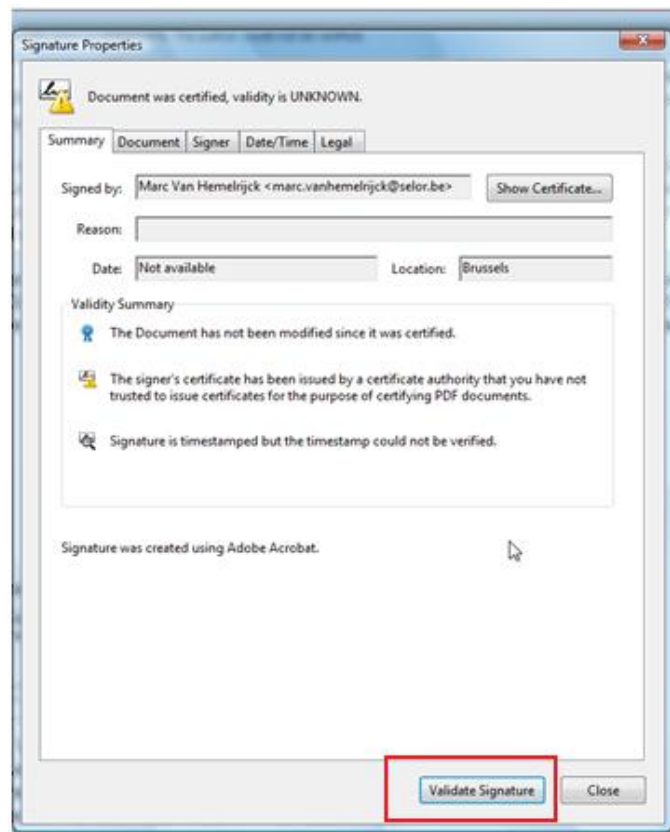 Signature Properties
Document was certified, validity is UNKNOWN.
Summary Document Signer Date/Time Legal
Signed by: Marc Van Hemelrijck <marc.vanhemelrijck@selor.be> Show Certificate...
Reason:
Date: Not available Location: Brussels
Validity Summary
The Document has not been modified since it was certified.
The signer's certificate has been issued by a certificate authority that you have not
trusted to issue certificates for the purpose of certifying PDF documents.
Signature is timestamped but the timestamp could not be verified.
Signature was created using Adobe Acrobat.
Validate Signature Close